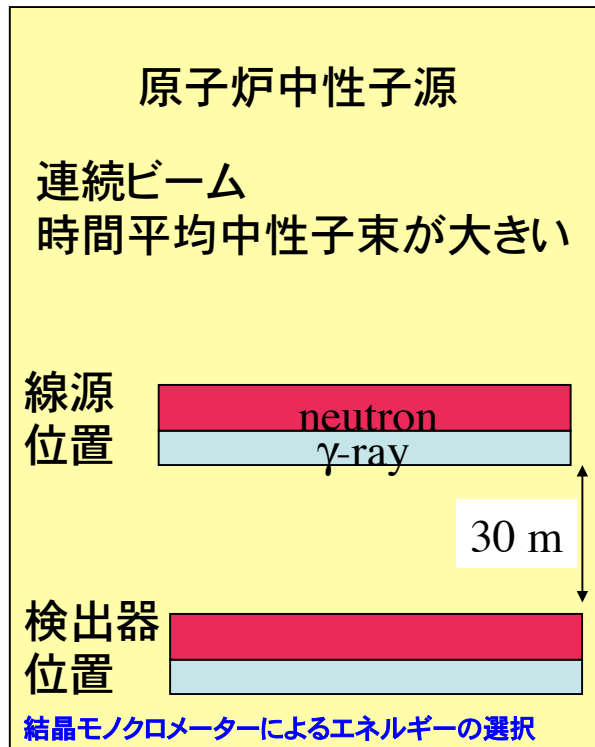 原子炉中性子源
連続ビーム
時間平均中性子束が大きい
線源
位置
neutron
γ-ray
30 m
検出器
位置
結晶モノクロメーターによるエネルギーの選択